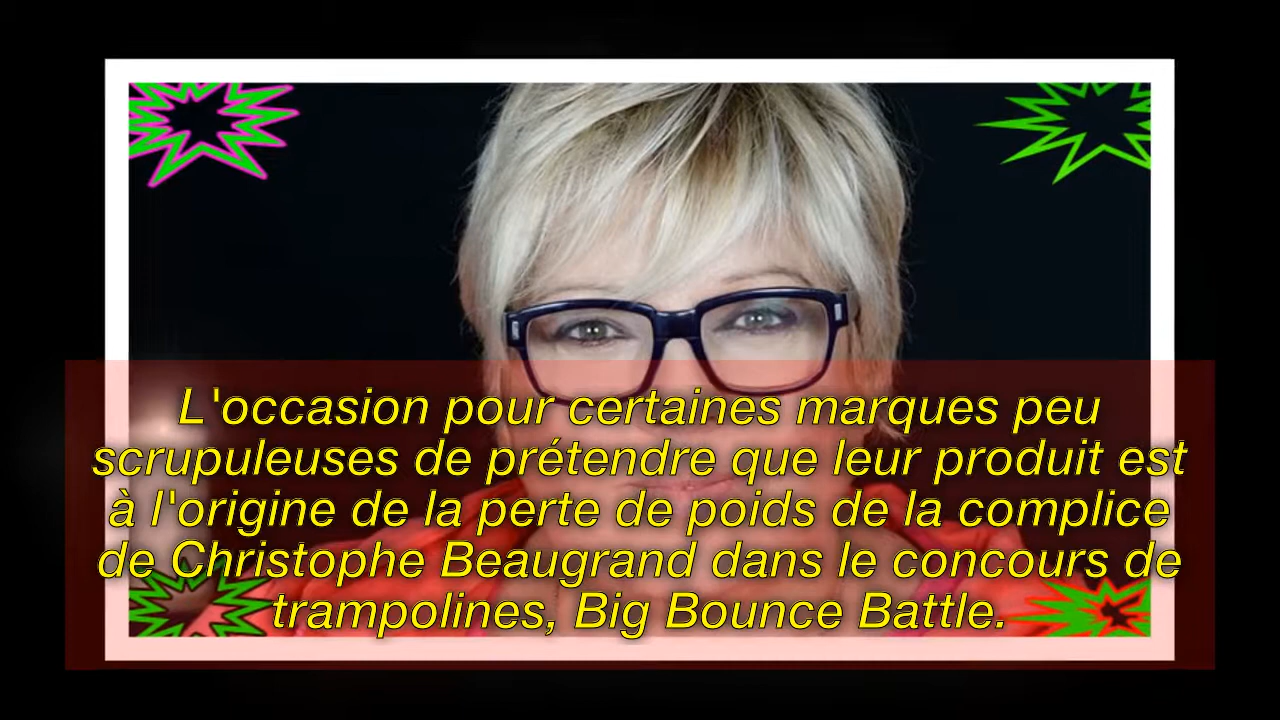 L'occasion pour certaines marques peu
scrupuleuses de prétendre que leur produit est
à l'origine de la perte de poids de la complice
de Christophe Beaugrand dans le concours de
trampolines, Big Bounce Battle.